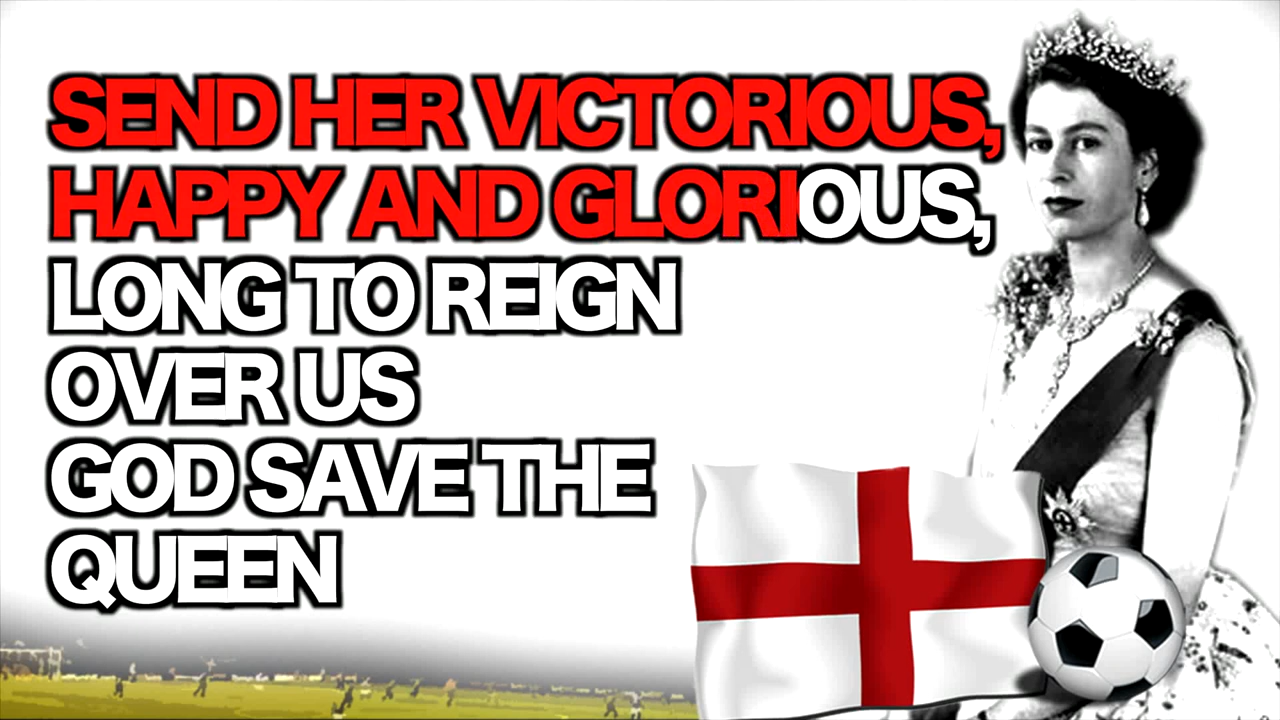 SEND HER VICTORIOUS,
HAPPY AND GLORIOUS,
LONG TO REIGN
OVER US
GOD SAVE THE
QUEEN